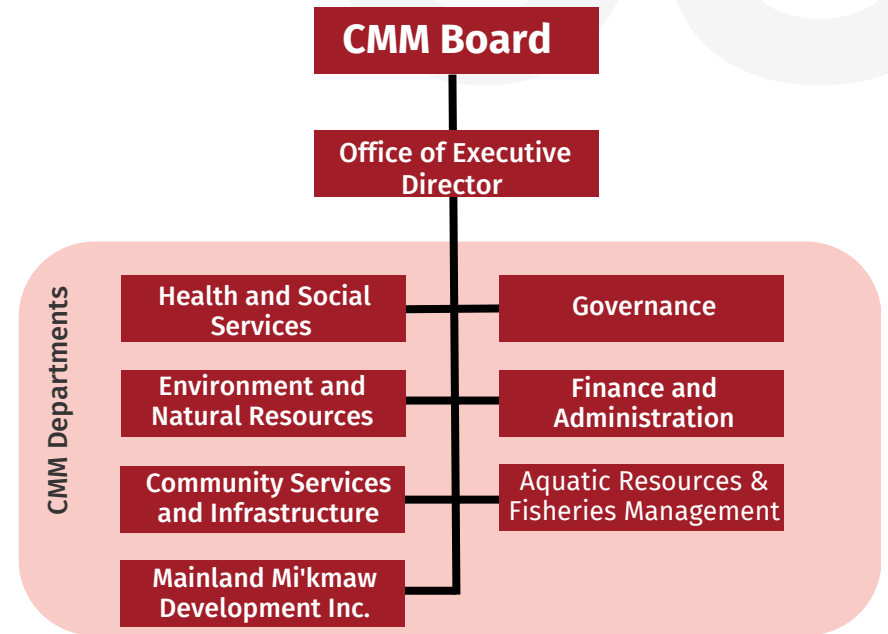 CMM Board
Office of Executive
Director
CMM Departments
Health and Social
Services
Governance
Environment and
Natural Resources
Finance and
Administration
Community Services
and Infrastructure
Aquatic Resources &
Fisheries Management
Mainland Mi'kmaw
Development Inc.